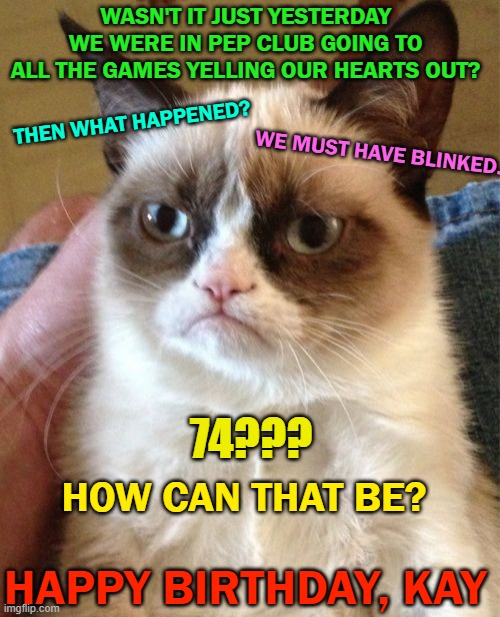 WASN'T IT JUST YESTERDAY
WE WERE IN PEP CLUB GOING TO
ALL THE GAMES YELLING OUR HEARTS OUT?
THEN WHAT HAPPENED?
WE MUST HAVE BLINKED.
74???
HOW CAN THAT BE?
HAPPY BIRTHDAY, KAY
imgflip.com